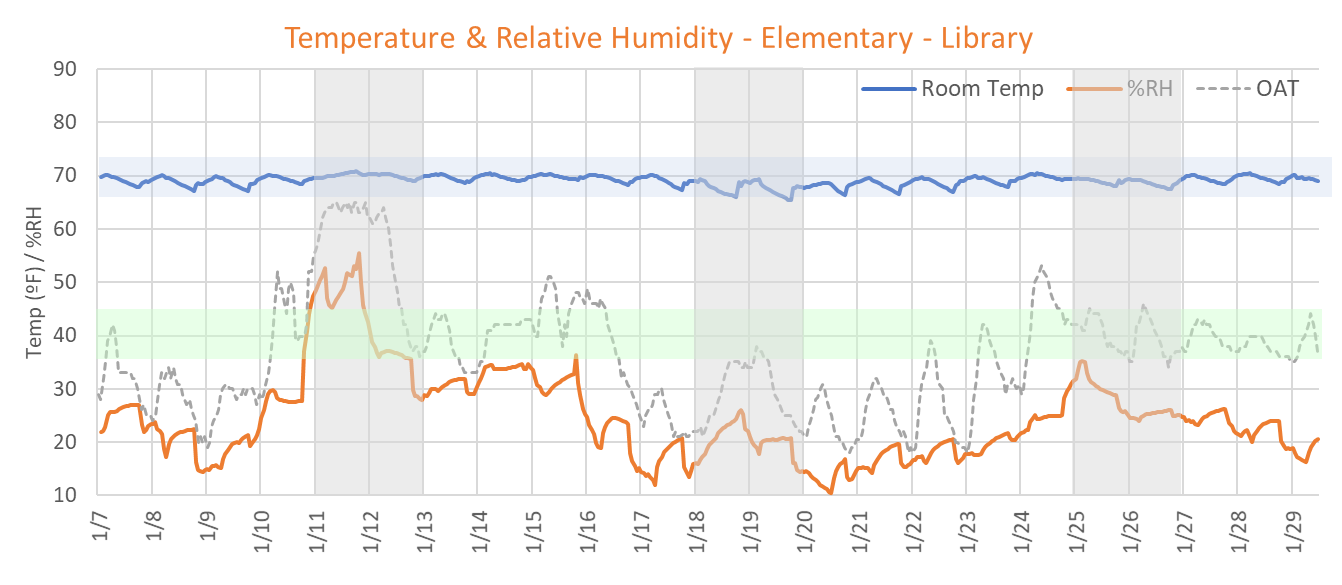 Temperature & Relative Humidity - Elementary - Library
Room Temp %RH OAT
Temp (ºF) / %RH
90
80
70
60
50
40
30
20
10
1/7 1/8 1/9 1/10 1/11 1/12 1/13 1/14 1/15 1/16 1/17 1/18 1/19 1/20 1/21 1/22 1/23 1/24 1/25 1/26 1/27 1/28 1/29